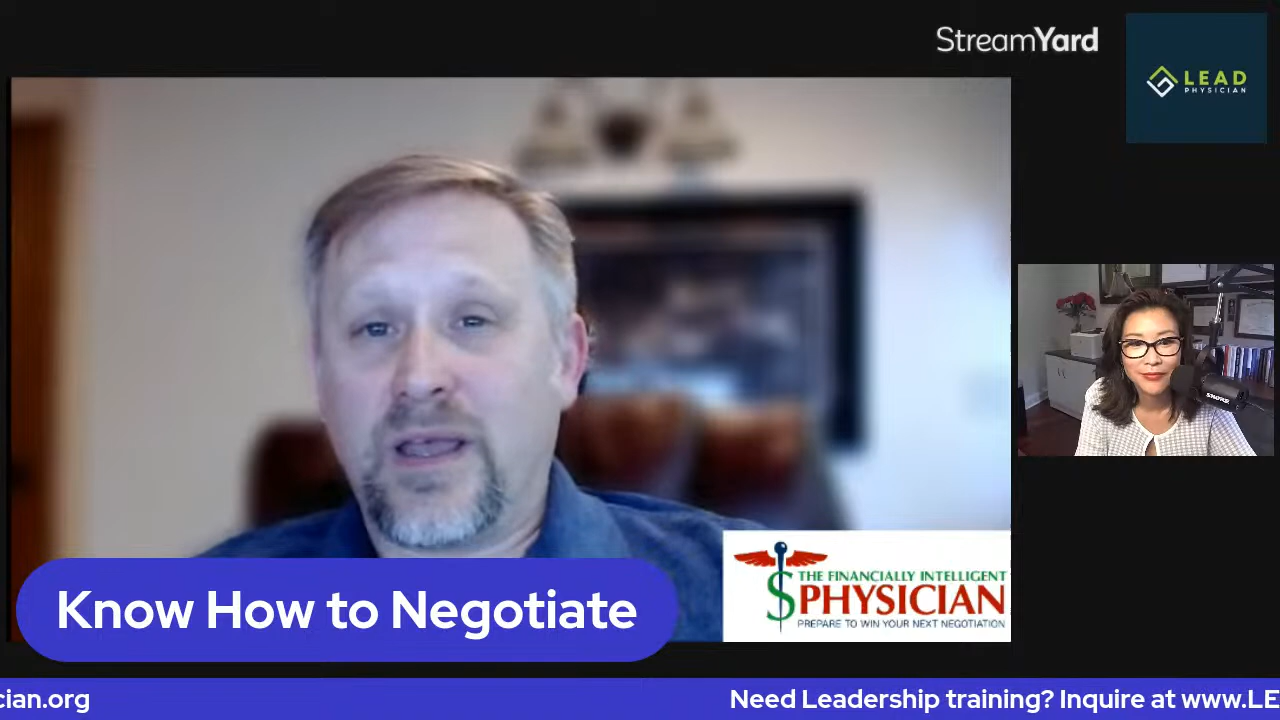 StreamYard
LEAD
PHYSICIAN
SHURE
THE FINANCIALLY INTELLIGENT
PHYSICIAN
PREPARE TO WIN YOUR NEXT NEGOTIATION
Know How to Negotiate
cian.org
Need Leadership training? Inquire at www.LE